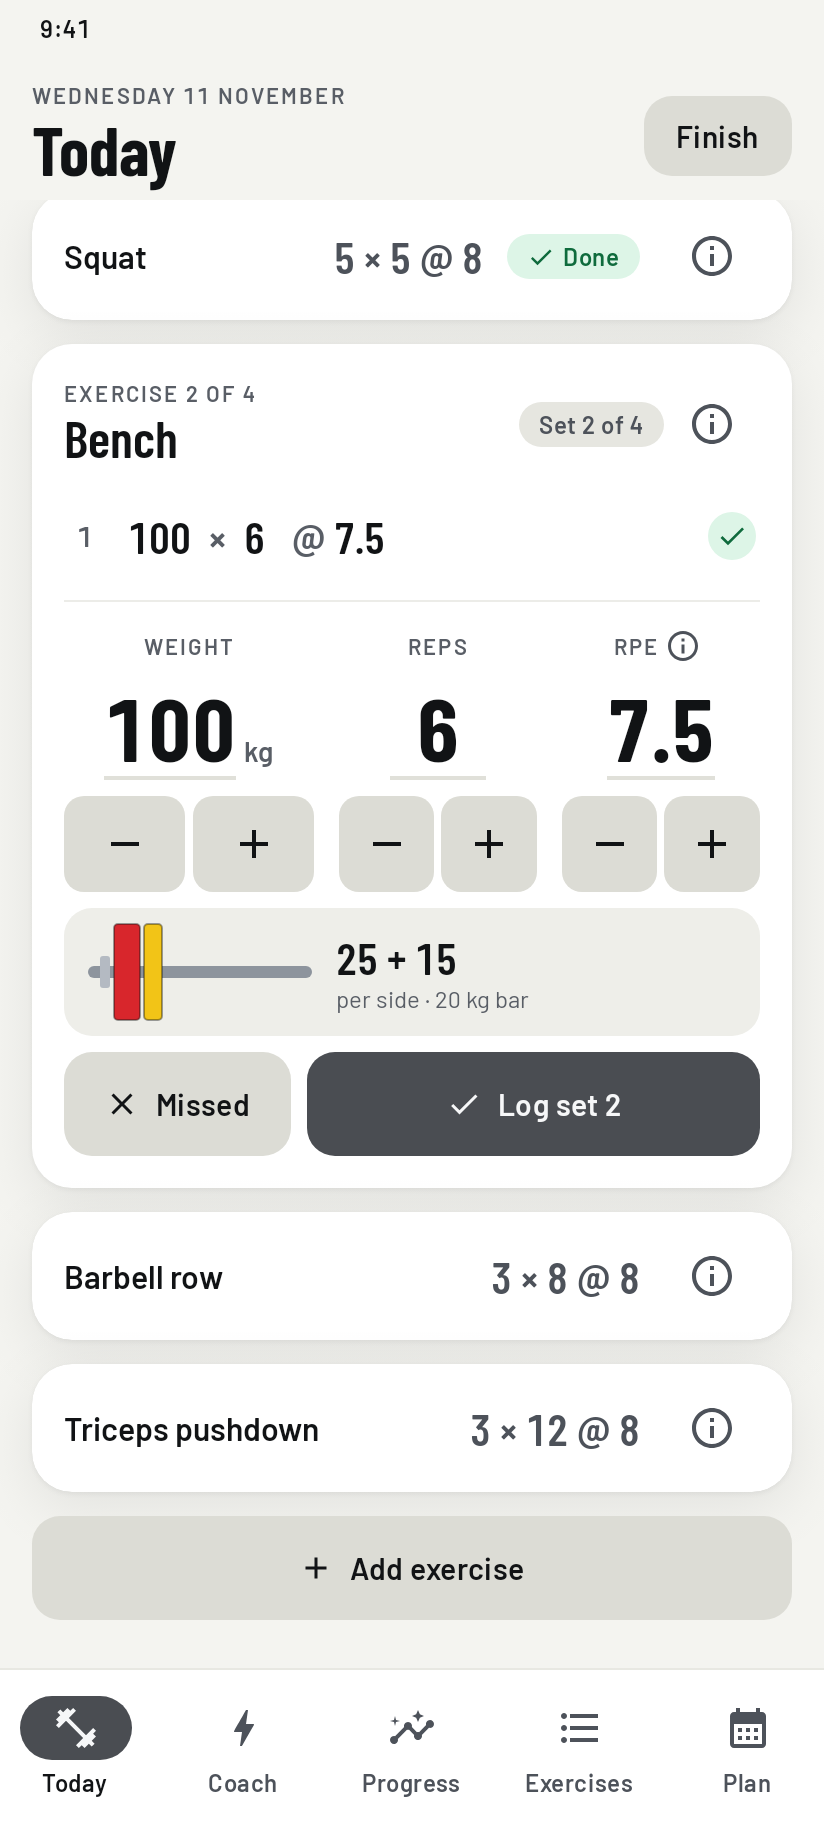 9:41
WEDNESDAY 11 NOVEMBER
Today
Finish
Squat 5 × 5 @ 8 Done
EXERCISE 2 OF 4
Bench
Set 2 of 4
1 100 × 6 @ 7.5
WEIGHT REPS RPE
100 kg 6 7.5
25 + 15
per side · 20 kg bar
Missed Log set 2
Barbell row 3 × 8 @ 8
Triceps pushdown 3 × 12 @ 8
Add exercise
Today Coach Progress Exercises Plan